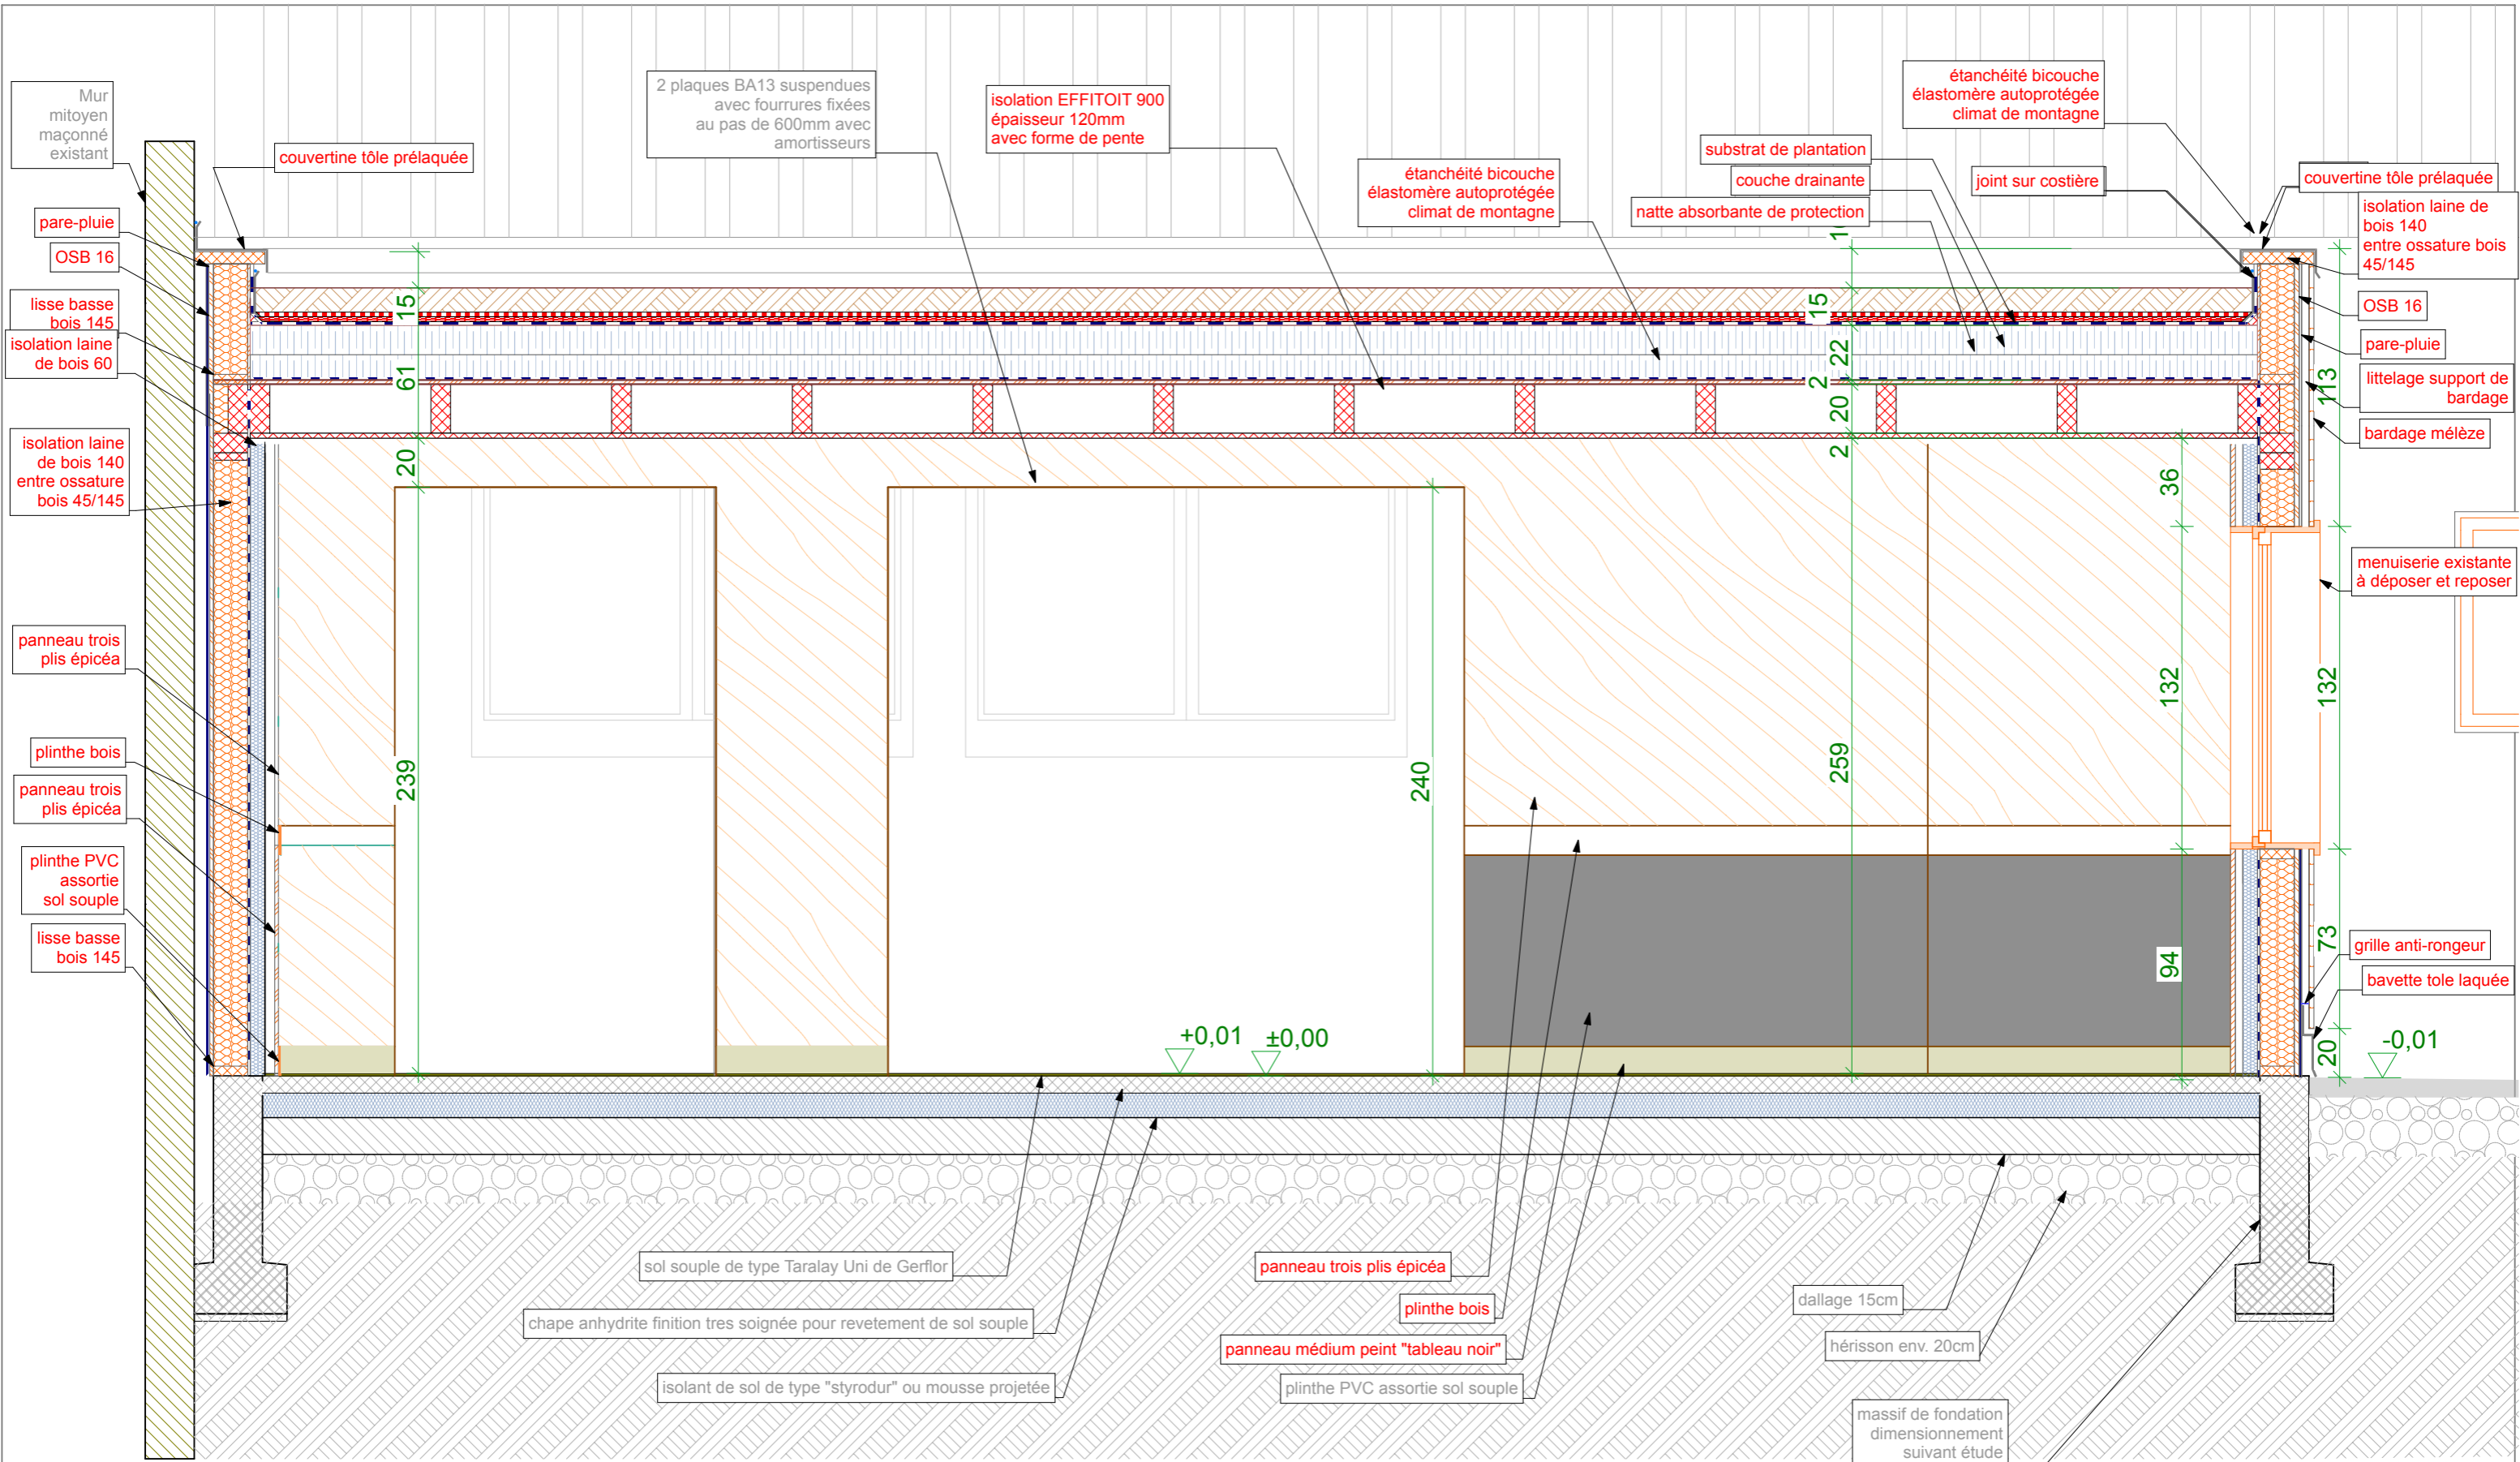 Mur
mitoyen
maçonné
existant
couvertine tôle prélaquée
2 plaques BA13 suspendues
avec fourrures fixées
au pas de 600mm avec
amortisseurs
isolation EFFITOIT 900
épaisseur 120mm
avec forme de pente
étanchéité bicouche
élastomère autoprotégée
climat de montagne
étanchéité bicouche
élastomère autoprotégée
climat de montagne
substrat de plantation
couche drainante
natte absorbante de protection
joint sur costière
couvertine tôle prélaquée
isolation laine de
bois 140
entre ossature bois
45/145
OSB 16
pare-pluie
littelage support de
bardage
bardage mélèze
menuiserie existante
à déposer et reposer
grille anti-rongeur
bavette tole laquée
pare-pluie
OSB 16
lisse basse
bois 145
isolation laine
de bois 60
isolation laine
de bois 140
entre ossature
bois 45/145
panneau trois
plis épicéa
plinthe bois
panneau trois
plis épicéa
plinthe PVC
assortie
sol souple
lisse basse
bois 145
15
61
20
239
240
15
22
2
20
2
259
36
132
94
132
73
20
+0,01
±0,00
-0,01
sol souple de type Taralay Uni de Gerflor
chape anhydrite finition tres soignée pour revetement de sol souple
isolant de sol de type "styrodur" ou mousse projetée
panneau trois plis épicéa
plinthe bois
panneau médium peint "tableau noir"
plinthe PVC assortie sol souple
dallage 15cm
hérisson env. 20cm
massif de fondation
dimensionnement
suivant étude